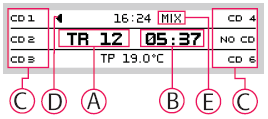 CD 1 16:24 MIX CD 4
CD 2 TR 12 05:37 NO CD
CD 3 TP 19.0°C CD 6
C D A B E C